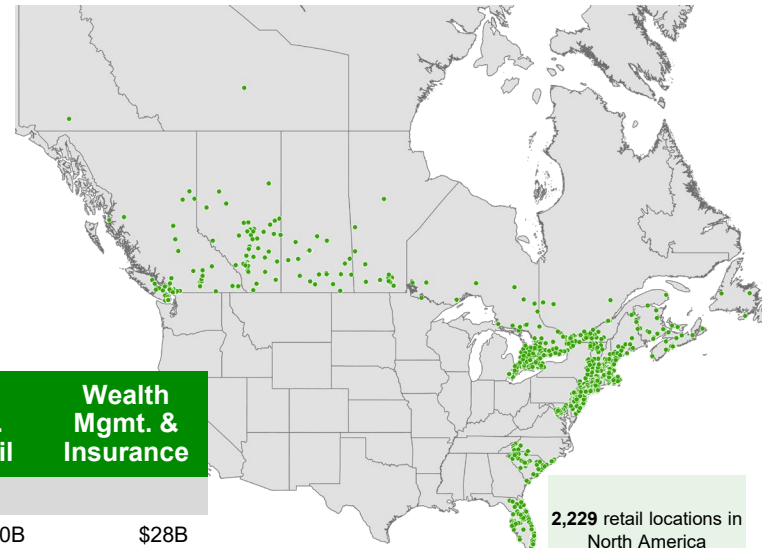 Wealth
Mgmt. &
Insurance
$28B
2,229 retail locations in
North America